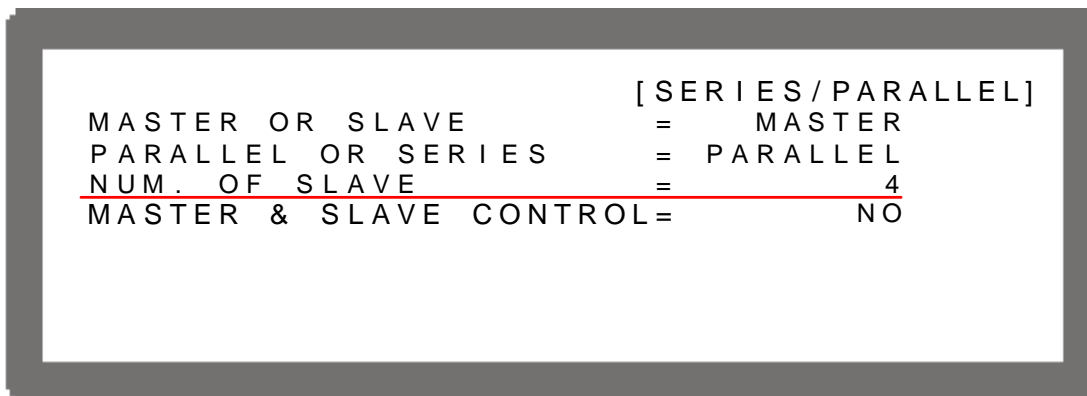 [SERIES/PARALLEL]
MASTER OR SLAVE = MASTER
PARALLEL OR SERIES = PARALLEL
NUM. OF SLAVE = 4
MASTER & SLAVE CONTROL= NO